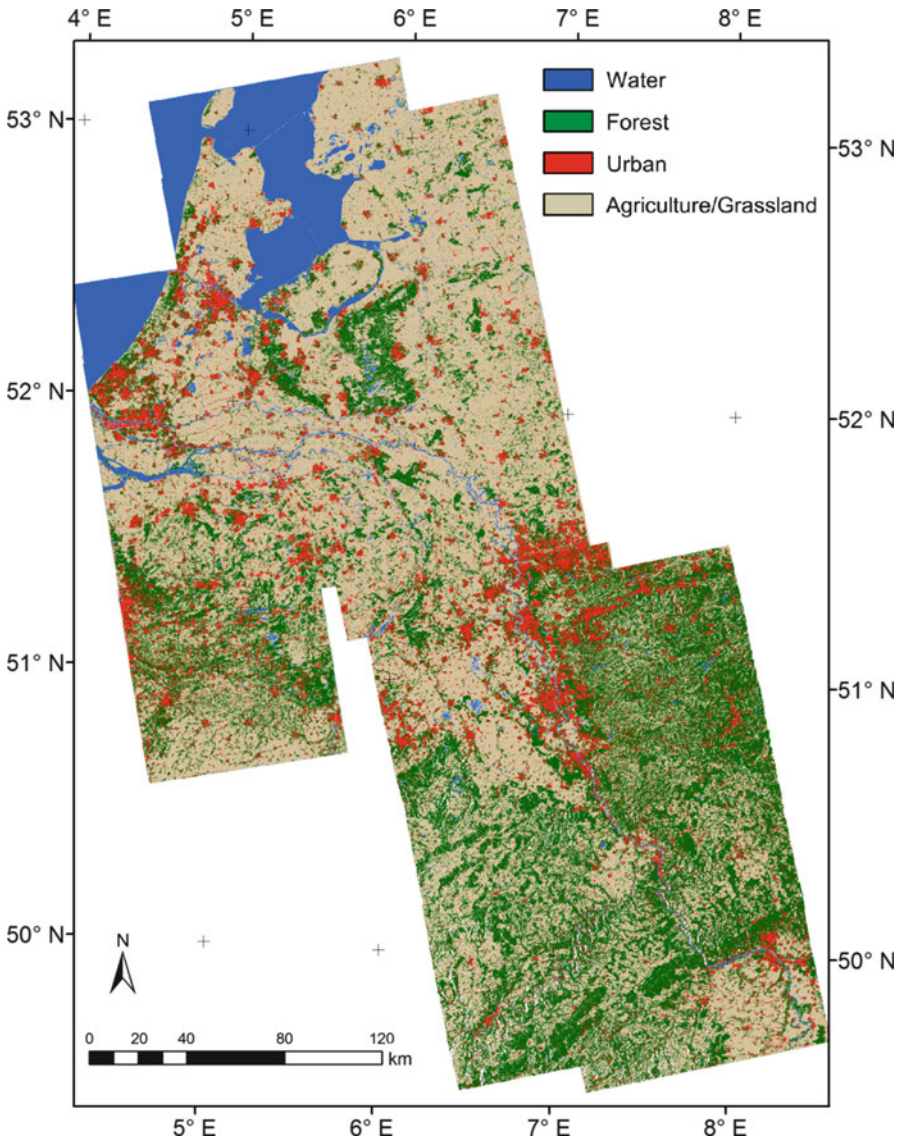 4° E 5° E 6° E 7° E 8° E
Water
53° N
Forest
53° N
Urban
Agriculture/Grassland
52° N
52° N
51° N
51° N
50° N
50° N
N
0 20 40 80 120
km
5° E 6° E 7° E 8° E